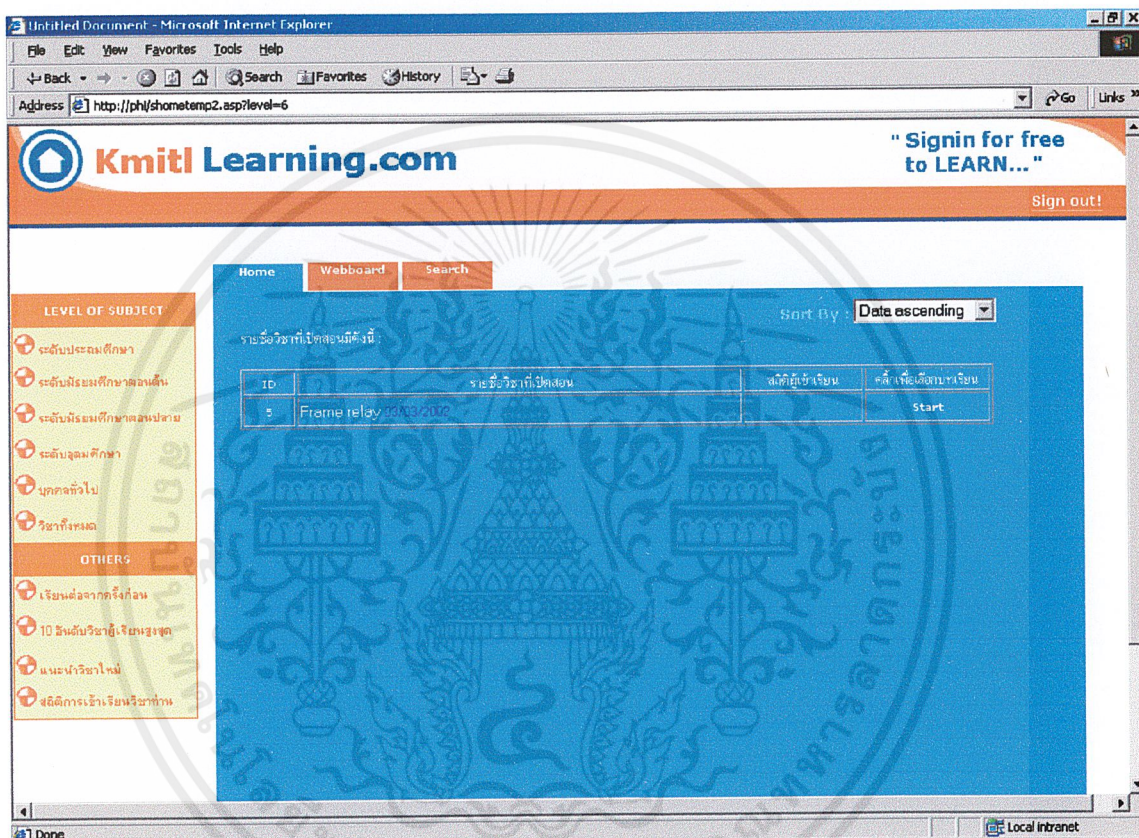 Untitled Document - Microsoft Internet Explorer
File Edit View Favorites Tools Help
Back Search Favorites History
Address http://phl/shometemp2.asp?level=6 Go Links »
Kmitl Learning.com
" Signin for free
to LEARN... "
Sign out!
Home Webboard Search
LEVEL OF SUBJECT
ระดับประถมศึกษา
ระดับมัธยมศึกษาตอนต้น
ระดับมัธยมศึกษาตอนปลาย
ระดับอุดมศึกษา
บุคคลทั่วไป
วิชาทั้งหมด
OTHERS
เรียนต่อจากครั้งก่อน
10 อันดับวิชาผู้เรียนสูงสุด
แนะนำวิชาใหม่
สถิติการเข้าเรียนวิชาท่าน
Sort By : Date ascending
รายชื่อวิชาที่เปิดสอนมีดังนี้ :
ID รายชื่อวิชาที่เปิดสอน สถิติผู้เข้าเรียน คลิ๊กเพื่อเลือกบทเรียน
5 Frame relay 03/03/2002 Start
Done Local intranet